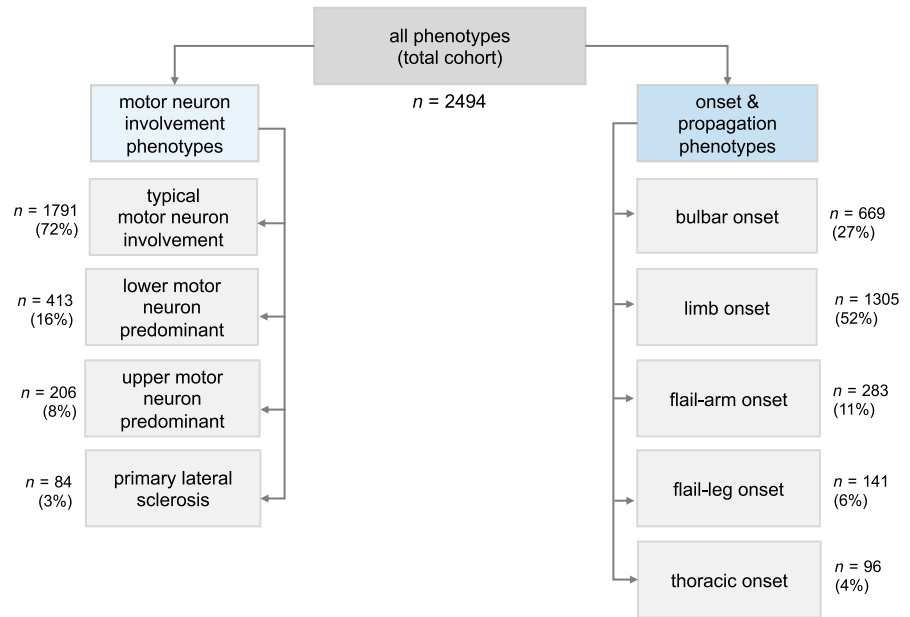 all phenotypes
(total cohort)
n = 2494
motor neuron
involvement
phenotypes
n = 1791
(72%)
typical
motor neuron
involvement
n = 413
(16%)
lower motor
neuron
predominant
n = 206
(8%)
upper motor
neuron
predominant
n = 84
(3%)
primary lateral
sclerosis
onset &
propagation
phenotypes
bulbar onset
n = 669
(27%)
limb onset
n = 1305
(52%)
flail-arm onset
n = 283
(11%)
flail-leg onset
n = 141
(6%)
thoracic onset
n = 96
(4%)